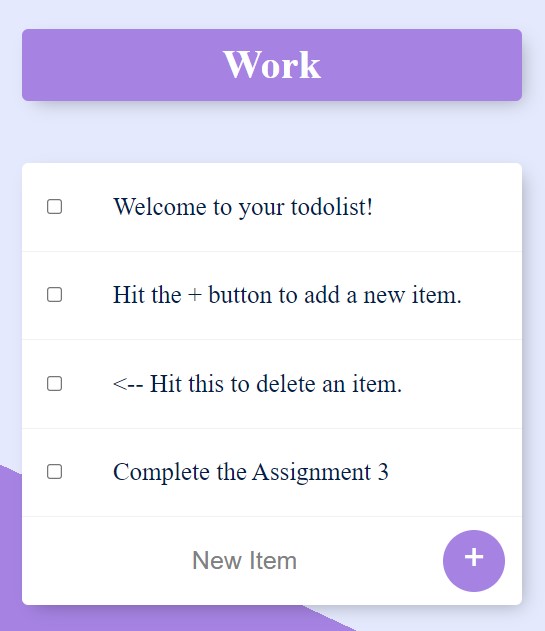 Work
Welcome to your todolist!
Hit the + button to add a new item.
<-- Hit this to delete an item.
Complete the Assignment 3
New Item
+